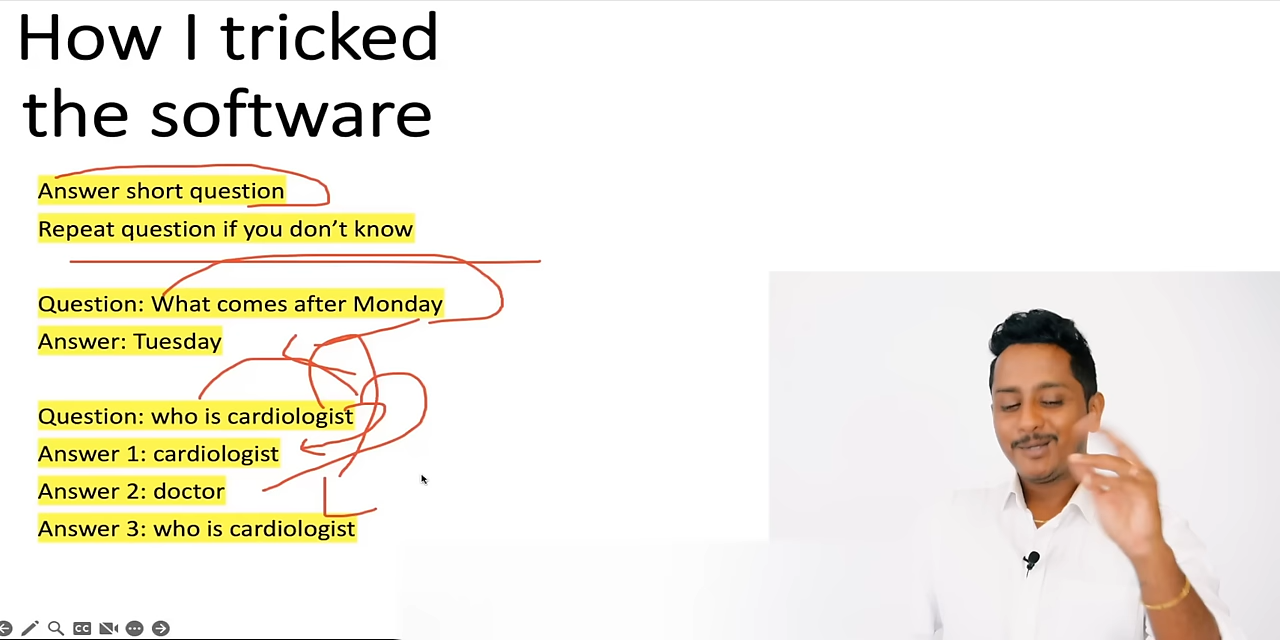 How I tricked
the software
Answer short question
Repeat question if you don’t know
Question: What comes after Monday
Answer: Tuesday
Question: who is cardiologist
Answer 1: cardiologist
Answer 2: doctor
Answer 3: who is cardiologist
CC